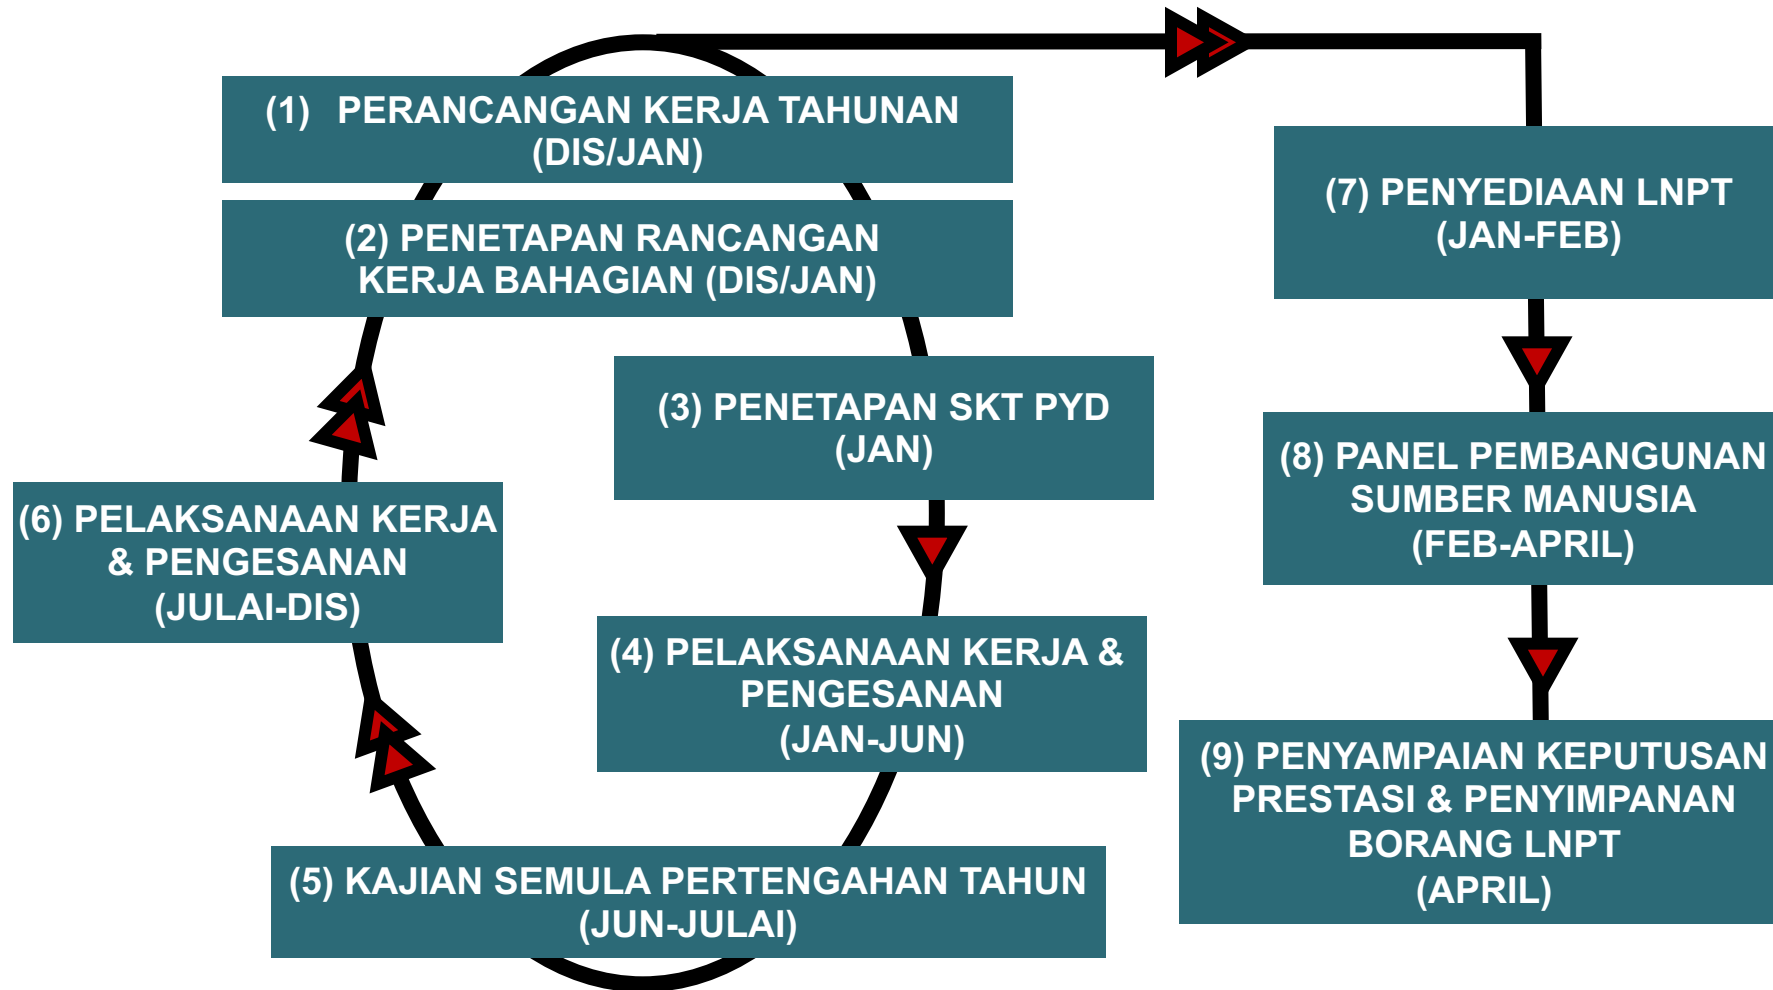 (1) PERANCANGAN KERJA TAHUNAN
(DIS/JAN)
(2) PENETAPAN RANCANGAN
KERJA BAHAGIAN (DIS/JAN)
(3) PENETAPAN SKT PYD
(JAN)
(4) PELAKSANAAN KERJA &
PENGESANAN
(JAN-JUN)
(5) KAJIAN SEMULA PERTENGAHAN TAHUN
(JUN-JULAI)
(6) PELAKSANAAN KERJA
& PENGESANAN
(JULAI-DIS)
(7) PENYEDIAAN LNPT
(JAN-FEB)
(8) PANEL PEMBANGUNAN
SUMBER MANUSIA
(FEB-APRIL)
(9) PENYAMPAIAN KEPUTUSAN
PRESTASI & PENYIMPANAN
BORANG LNPT
(APRIL)